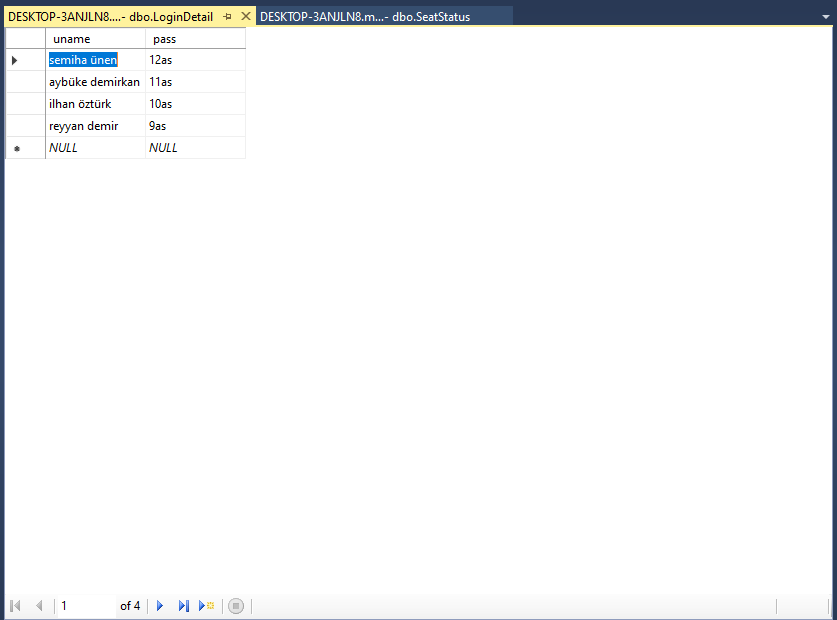 DESKTOP-3ANJLN8....- dbo.LoginDetail DESKTOP-3ANJLN8.m...- dbo.SeatStatus
uname pass
semiha ünen 12as
aybüke demirkan 11as
ilhan öztürk 10as
reyyan demir 9as
NULL NULL
1 of 4